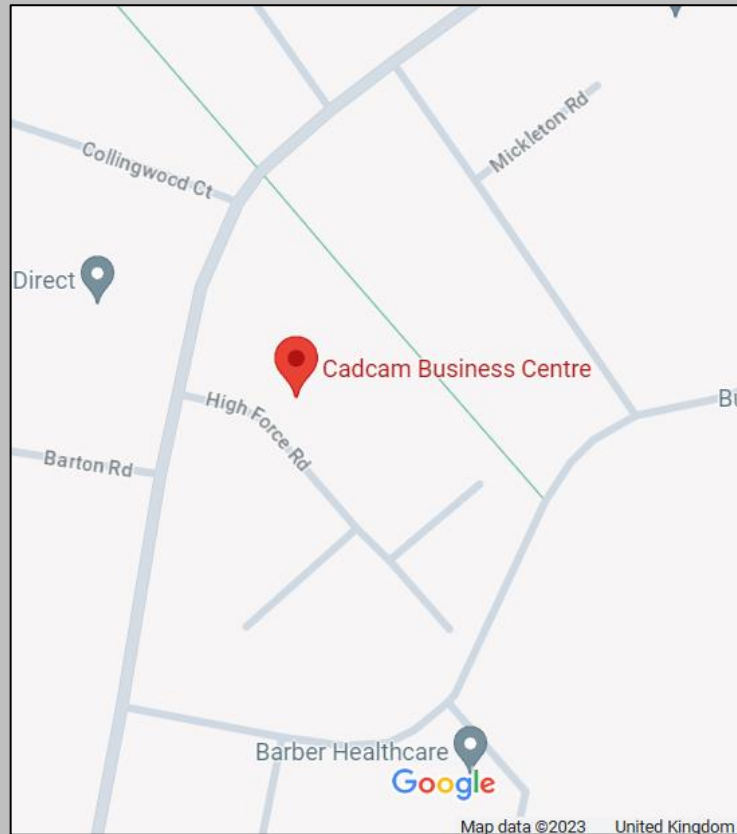 Mickleton Rd
Collingwood Ct
Direct
Cadcam Business Centre
High Force Rd
Barton Rd
Barber Healthcare
Google
Map data ©2023 United Kingdom